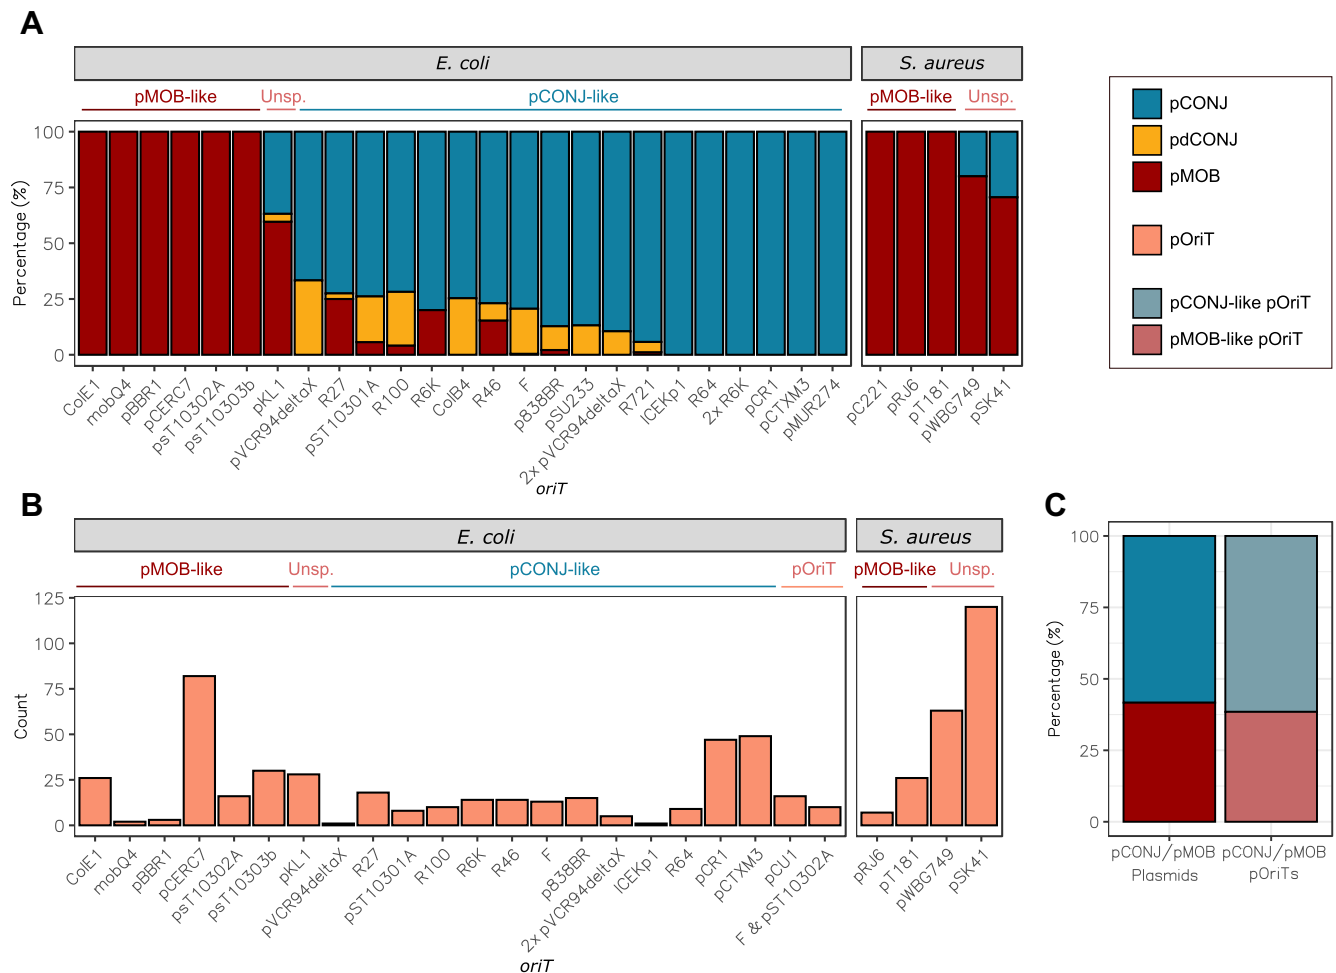 A
E. coli
S. aureus
pMOB-like
Unsp.
pCONJ-like
pMOB-like
Unsp.
100
75
50
25
0
Percentage (%)
ColE1
mobQ4
pBBR1
pCERC7
psT10302A
psT10303b
pKL1
pVCR94deltaX
R27
pST10301A
R100
R6K
ColB4
R46
F
p838BR
pSU233
2x pVCR94deltaX
R721
ICEKp1
R64
2x R6K
pCR1
pCTXM3
pMUR274
pC221
pRJ6
pT181
pWBG749
pSK41
oriT
pCONJ
pdCONJ
pMOB
pOriT
pCONJ-like pOriT
pMOB-like pOriT
B
E. coli
S. aureus
pMOB-like
Unsp.
pCONJ-like
pOriT
pMOB-like
Unsp.
125
100
75
50
25
0
Count
ColE1
mobQ4
pBBR1
pCERC7
psT10302A
psT10303b
pKL1
pVCR94deltaX
R27
pST10301A
R100
R6K
R46
F
p838BR
2x pVCR94deltaX
ICEKp1
R64
pCR1
pCTXM3
pCU1
F & pST10302A
pRJ6
pT181
pWBG749
pSK41
oriT
C
100
75
50
25
0
Percentage (%)
pCONJ/pMOB
Plasmids
pCONJ/pMOB
pOriTs